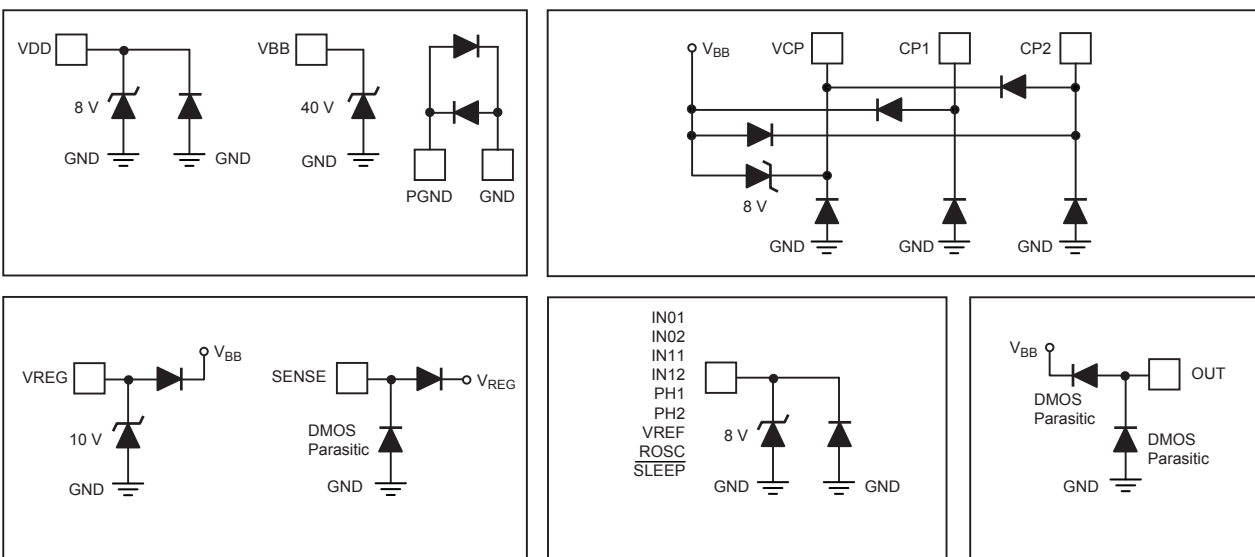 VDD
8 V
GND
GND
VBB
40 V
GND
PGND
GND
VBB
VCP
CP1
CP2
8 V
GND
GND
GND
VREG
VBB
10 V
GND
SENSE
VREG
DMOS
Parasitic
GND
IN01
IN02
IN11
IN12
PH1
PH2
VREF
ROSC
SLEEP
8 V
GND
GND
VBB
OUT
DMOS
Parasitic
DMOS
Parasitic
GND